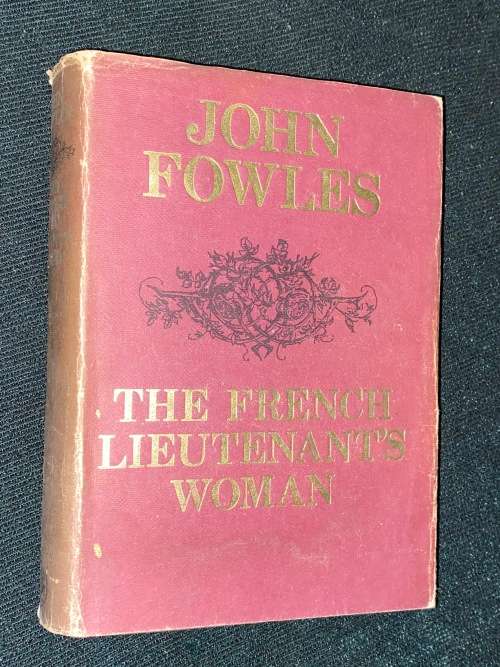 JOHN
FOWLES
THE FRENCH
LIEUTENANT'S
WOMAN